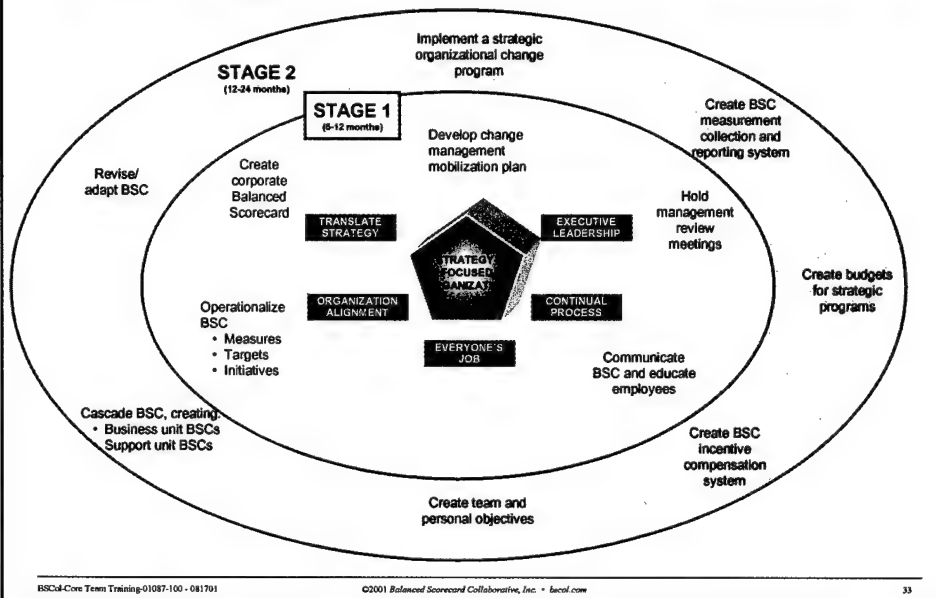 Implement a strategic
organizational change
program
STAGE 2
(12-24 months)
STAGE 1
(6-12 months)
Create BSC
measurement
collection and
reporting system
Develop change
management
mobilization plan
Revise/
adapt BSC
Create
corporate
Balanced
Scorecard
Hold
management
review
meetings
TRANSLATE
STRATEGY
EXECUTIVE
LEADERSHIP
TRATEGY
FOCUSED
GANIZAT
Create budgets
for strategic
programs
ORGANIZATION
ALIGNMENT
CONTINUAL
PROCESS
Operationalize
BSC
• Measures
• Targets
• Initiatives
EVERYONE'S
JOB
Communicate
BSC and educate
employees
Cascade BSC, creating:
• Business unit BSCs
Support unit BSCs
Create BSC
incentive
compensation
system
Create team and
personal objectives
BSCol-Core Team Training-01087-100 - 081701
©2001 Balanced Scorecard Collaborative, Inc. • bscol.com
33